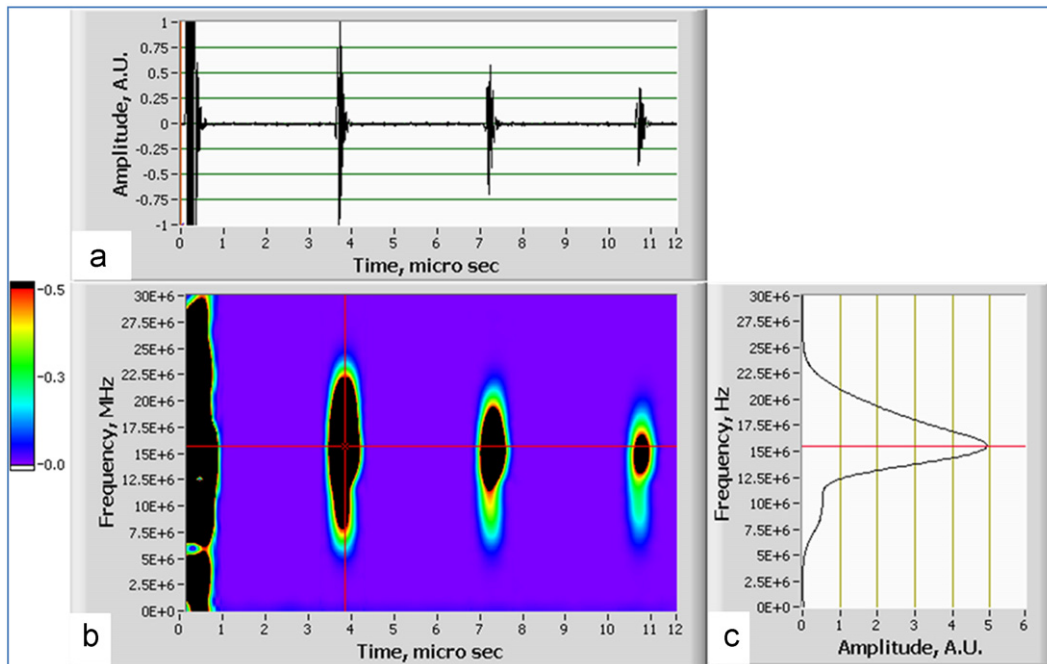 1
0.75
0.5
0.25
0
-0.25
-0.5
-0.75
-1
Amplitude, A.U.
0 1 2 3 4 5 6 7 8 9 10 11 12
Time, micro sec
a
-0.5
-0.3
-0.0
30E+6
27.5E+6
25E+6
22.5E+6
20E+6
17.5E+6
15E+6
12.5E+6
10E+6
7.5E+6
5E+6
2.5E+6
0E+0
Frequency, MHz
0 1 2 3 4 5 6 7 8 9 10 11 12
Time, micro sec
b
30E+6
27.5E+6
25E+6
22.5E+6
20E+6
17.5E+6
15E+6
12.5E+6
10E+6
7.5E+6
5E+6
2.5E+6
0E+0
Frequency, Hz
0 1 2 3 4 5 6
Amplitude, A.U.
c